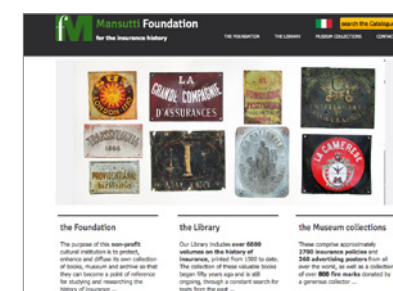 fM Mansutti Foundation
search the Catalogue
for the insurance history
THE FOUNDATION THE LIBRARY MUSEUM COLLECTIONS CONTACT
LONDON
LA
GRANDE COMPAGNIE
D'ASSURANCES
TRANSSYLVANIA
1866
LA CAMERESE
the Foundation
The purpose of this non-profit
cultural institution is to protect,
enhance and diffuse its own collection
of books, museum and archive so that
they can become a point of reference
for studying and researching the
history of insurance ...
the Library
Our Library includes over 6000
volumes on the history of
insurance, printed from 1500 to date.
The collection of these valuable books
began fifty years ago and is still
ongoing, through a constant search for
texts from the past ...
the Museum collections
These comprise approximately
2700 insurance policies and
360 advertising posters from all
over the world, as well as a collection
of over 800 fire marks donated by
a generous collector ...